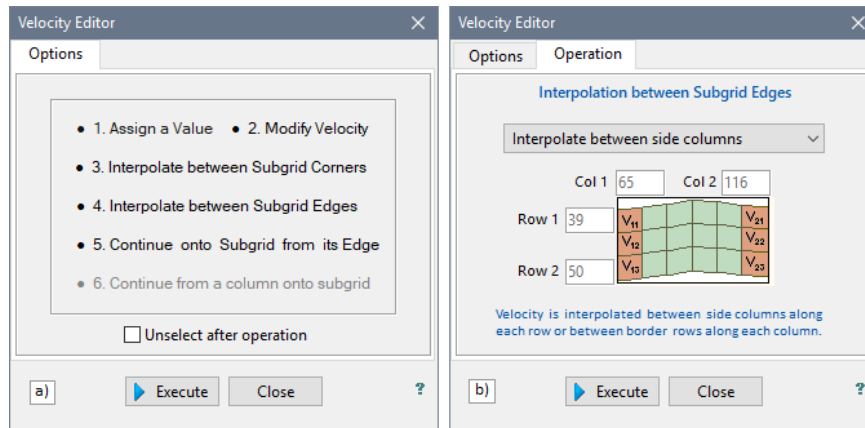 Velocity Editor
Options
• 1. Assign a Value • 2. Modify Velocity
• 3. Interpolate between Subgrid Corners
• 4. Interpolate between Subgrid Edges
• 5. Continue onto Subgrid from its Edge
• 6. Continue from a column onto subgrid
Unselect after operation
a) Execute Close ?
Velocity Editor
Options Operation
Interpolation between Subgrid Edges
Interpolate between side columns
Col 1 65 Col 2 116
Row 1 39 V11 V21
V12 V22
Row 2 50 V13 V23
Velocity is interpolated between side columns along
each row or between border rows along each column.
b) Execute Close ?